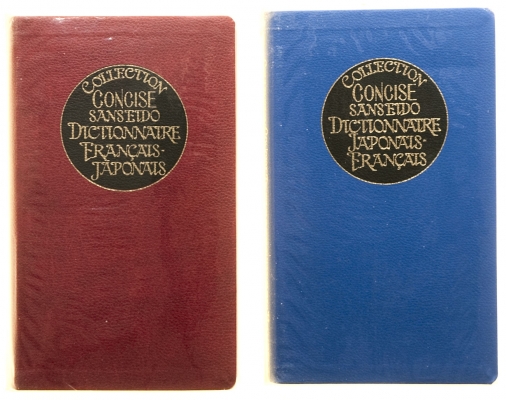 COLLECTION
CONCISE
SANSEIDO
DICTIONNAIRE
FRANÇAIS-
JAPONAIS
COLLECTION
CONCISE
SANSEIDO
DICTIONNAIRE
JAPONAIS-
FRANÇAIS